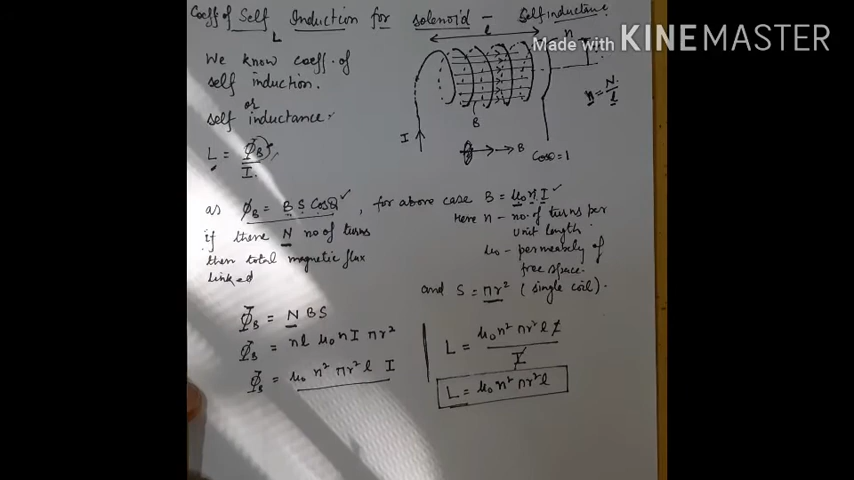 Coeff of Self Induction for solenoid - Self inductance
L
l
n
Made with KINEMASTER
We know coeff. of
self induction.
or
self inductance.
n = N/l
B
I
B
Cosθ = 1
L = Φ_B / I
as ϕ_B = B S Cosθ, for above case B = μ₀ n I
if there N no of turns
then total magnetic flux
linked
Here n - no. of turns per
unit length.
μ₀ - permeabely of
free space.
and S = πr² (single coil).
Φ_B = N B S
Φ_B = nl μ₀ n I πr²
Φ_B = μ₀ n² πr² l I
L = μ₀ n² πr² l I / I
L = μ₀ n² πr² l